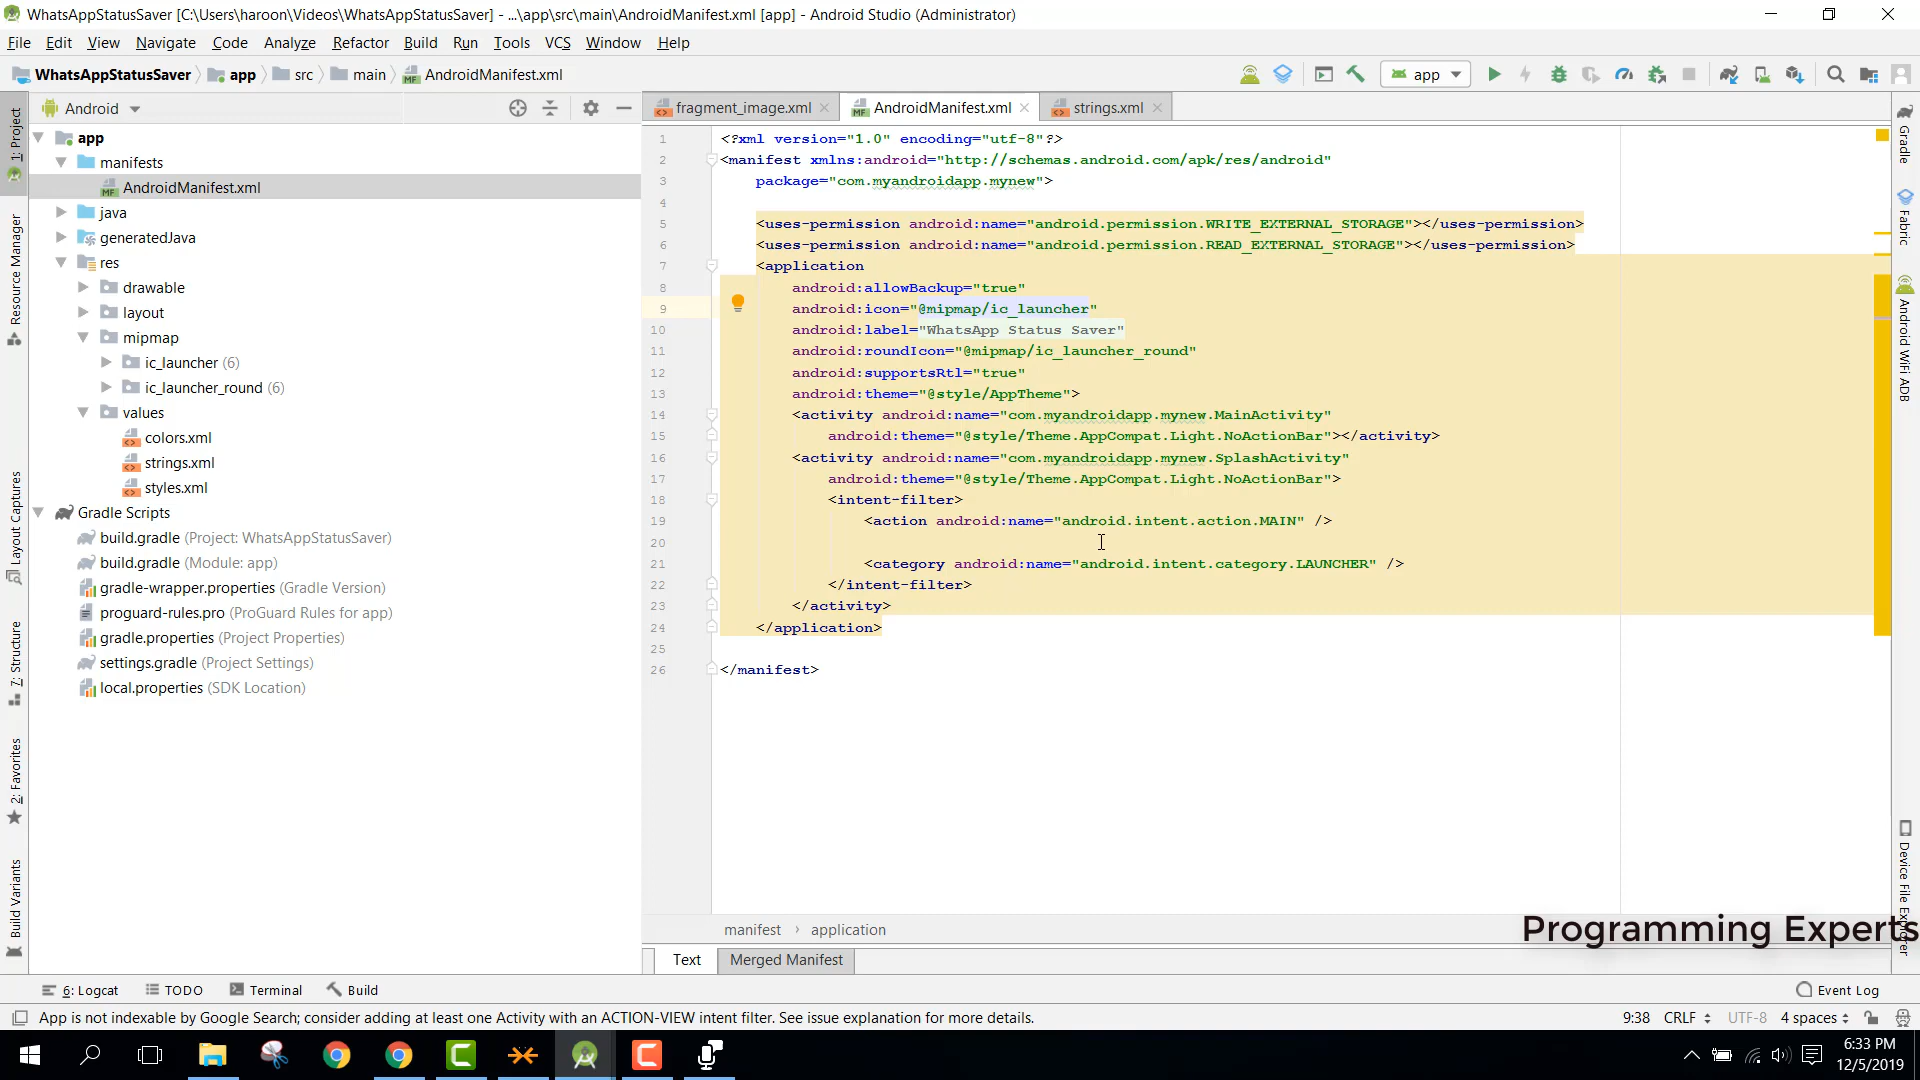 WhatsAppStatusSaver [C:\Users\haroon\Videos\WhatsAppStatusSaver] - ...\app\src\main\AndroidManifest.xml [app] - Android Studio (Administrator)
File Edit View Navigate Code Analyze Refactor Build Run Tools VCS Window Help
WhatsAppStatusSaver app src main AndroidManifest.xml
app
Android
fragment_image.xml AndroidManifest.xml strings.xml
1: Project
Resource Manager
Layout Captures
7: Structure
2: Favorites
Build Variants
app
manifests
AndroidManifest.xml
java
generatedJava
res
drawable
layout
mipmap
ic_launcher (6)
ic_launcher_round (6)
values
colors.xml
strings.xml
styles.xml
Gradle Scripts
build.gradle (Project: WhatsAppStatusSaver)
build.gradle (Module: app)
gradle-wrapper.properties (Gradle Version)
proguard-rules.pro (ProGuard Rules for app)
gradle.properties (Project Properties)
settings.gradle (Project Settings)
local.properties (SDK Location)
1 <?xml version="1.0" encoding="utf-8"?>
2 <manifest xmlns:android="http://schemas.android.com/apk/res/android"
3 package="com.myandroidapp.mynew">
4
5 <uses-permission android:name="android.permission.WRITE_EXTERNAL_STORAGE"></uses-permission>
6 <uses-permission android:name="android.permission.READ_EXTERNAL_STORAGE"></uses-permission>
7 <application
8 android:allowBackup="true"
9 android:icon="@mipmap/ic_launcher"
10 android:label="WhatsApp Status Saver"
11 android:roundIcon="@mipmap/ic_launcher_round"
12 android:supportsRtl="true"
13 android:theme="@style/AppTheme">
14 <activity android:name="com.myandroidapp.mynew.MainActivity"
15 android:theme="@style/Theme.AppCompat.Light.NoActionBar"></activity>
16 <activity android:name="com.myandroidapp.mynew.SplashActivity"
17 android:theme="@style/Theme.AppCompat.Light.NoActionBar">
18 <intent-filter>
19 <action android:name="android.intent.action.MAIN" />
20
21 <category android:name="android.intent.category.LAUNCHER" />
22 </intent-filter>
23 </activity>
24 </application>
25
26 </manifest>
Gradle
Fabric
Android WiFi ADB
Device File Explorer
Programming Experts
manifest › application
Text Merged Manifest
6: Logcat TODO Terminal Build Event Log
App is not indexable by Google Search; consider adding at least one Activity with an ACTION-VIEW intent filter. See issue explanation for more details.
9:38 CRLF UTF-8 4 spaces
6:33 PM
12/5/2019